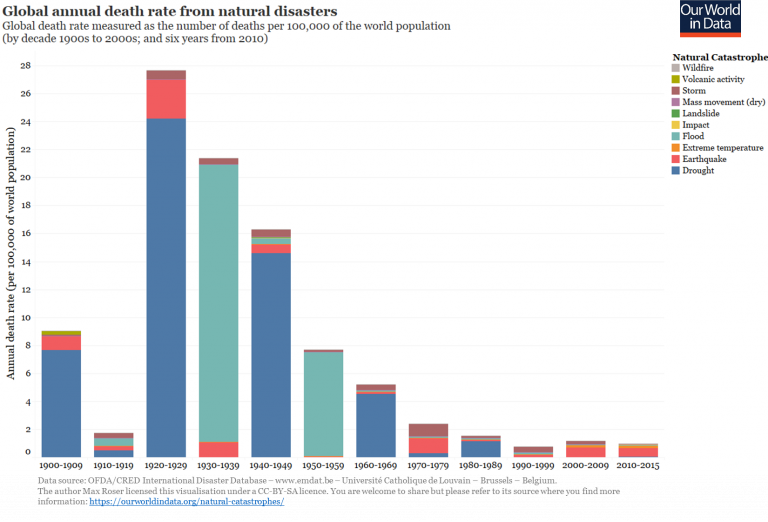 Global annual death rate from natural disasters
Global death rate measured as the number of deaths per 100,000 of the world population
(by decade 1900s to 2000s; and six years from 2010)
Our World
in Data
Natural Catastrophe
Wildfire
Volcanic activity
Storm
Mass movement (dry)
Landslide
Impact
Flood
Extreme temperature
Earthquake
Drought
Annual death rate (per 100,000 of world population)
28
26
24
22
20
18
16
14
12
10
8
6
4
2
0
1900-1909 1910-1919 1920-1929 1930-1939 1940-1949 1950-1959 1960-1969 1970-1979 1980-1989 1990-1999 2000-2009 2010-2015
Data source: OFDA/CRED International Disaster Database – www.emdat.be – Université Catholique de Louvain – Brussels – Belgium.
The author Max Roser licensed this visualisation under a CC-BY-SA licence. You are welcome to share but please refer to its source where you find more
information: https://ourworldindata.org/natural-catastrophes/